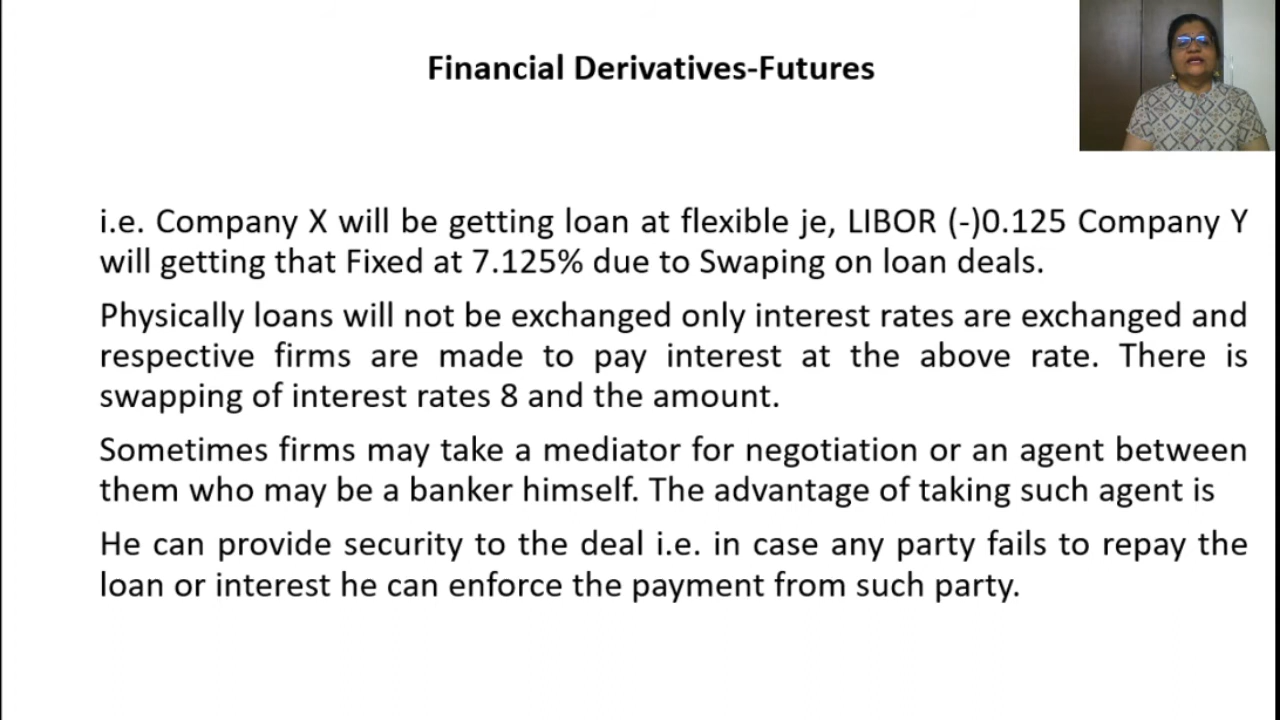 Financial Derivatives-Futures
i.e. Company X will be getting loan at flexible je, LIBOR (-)0.125 Company Y
will getting that Fixed at 7.125% due to Swaping on loan deals.
Physically loans will not be exchanged only interest rates are exchanged and
respective firms are made to pay interest at the above rate. There is
swapping of interest rates 8 and the amount.
Sometimes firms may take a mediator for negotiation or an agent between
them who may be a banker himself. The advantage of taking such agent is
He can provide security to the deal i.e. in case any party fails to repay the
loan or interest he can enforce the payment from such party.